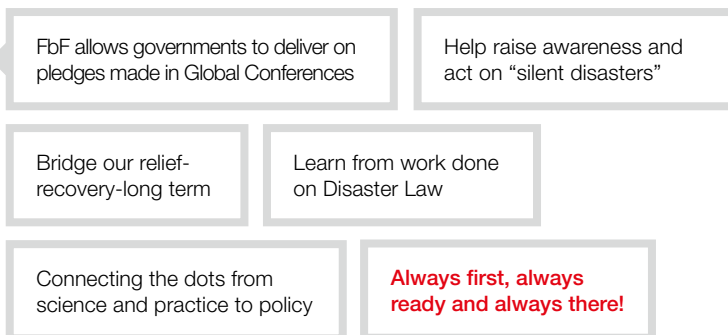 FbF allows governments to deliver on
pledges made in Global Conferences
Help raise awareness and
act on “silent disasters”
Bridge our relief-
recovery-long term
Learn from work done
on Disaster Law
Connecting the dots from
science and practice to policy
Always first, always
ready and always there!